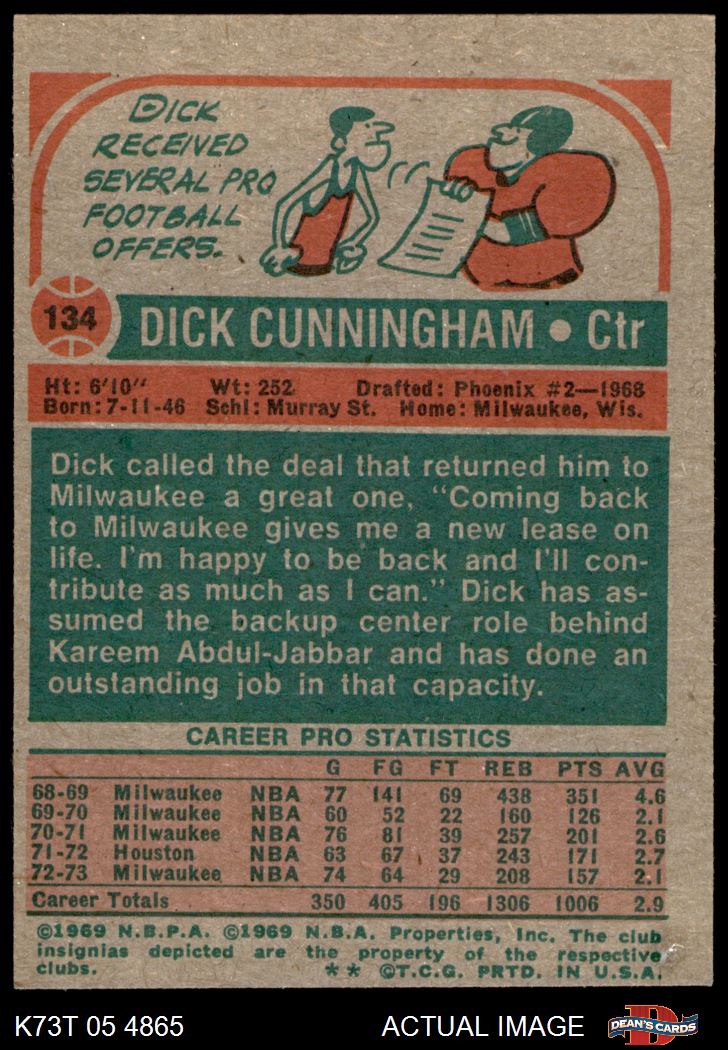 DICK
RECEIVED
SEVERAL PRO
FOOTBALL
OFFERS.
134
DICK CUNNINGHAM • Ctr
Ht: 6'10" Wt: 252 Drafted: Phoenix #2—1968
Born: 7-11-46 Schl: Murray St. Home: Milwaukee, Wis.
Dick called the deal that returned him to
Milwaukee a great one, "Coming back
to Milwaukee gives me a new lease on
life. I'm happy to be back and I'll con-
tribute as much as I can." Dick has as-
sumed the backup center role behind
Kareem Abdul-Jabbar and has done an
outstanding job in that capacity.
CAREER PRO STATISTICS
G FG FT REB PTS AVG
68-69 Milwaukee NBA 77 141 69 438 351 4.6
69-70 Milwaukee NBA 60 52 22 160 126 2.1
70-71 Milwaukee NBA 76 81 39 257 201 2.6
71-72 Houston NBA 63 67 37 243 171 2.7
72-73 Milwaukee NBA 74 64 29 208 157 2.1
Career Totals 350 405 196 1306 1006 2.9
©1969 N.B.P.A. ©1969 N.B.A. Properties, Inc. The club
insignias depicted are the property of the respective
clubs. ** ©T.C.G. PRTD. IN U.S.A.
K73T 05 4865 ACTUAL IMAGE
D
DEAN'S CARDS